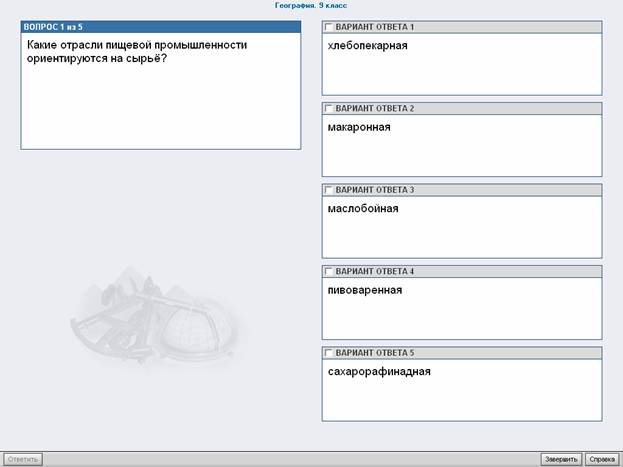 География. 9 класс
ВОПРОС 1 из 5
Какие отрасли пищевой промышленности
ориентируются на сырьё?
ВАРИАНТ ОТВЕТА 1
хлебопекарная
ВАРИАНТ ОТВЕТА 2
макаронная
ВАРИАНТ ОТВЕТА 3
маслобойная
ВАРИАНТ ОТВЕТА 4
пивоваренная
ВАРИАНТ ОТВЕТА 5
сахарорафинадная
Ответить
Завершить
Справка